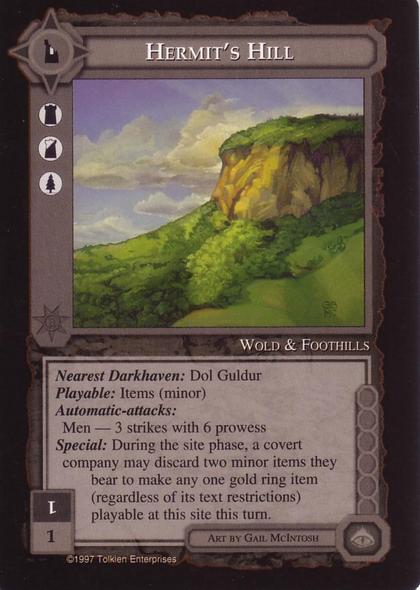 HERMIT'S HILL
WOLD & FOOTHILLS
Nearest Darkhaven: Dol Guldur
Playable: Items (minor)
Automatic-attacks:
Men — 3 strikes with 6 prowess
Special: During the site phase, a covert
company may discard two minor items they
bear to make any one gold ring item
(regardless of its text restrictions)
playable at this site this turn.
1
1
ART BY GAIL MCINTOSH
©1997 Tolkien Enterprises